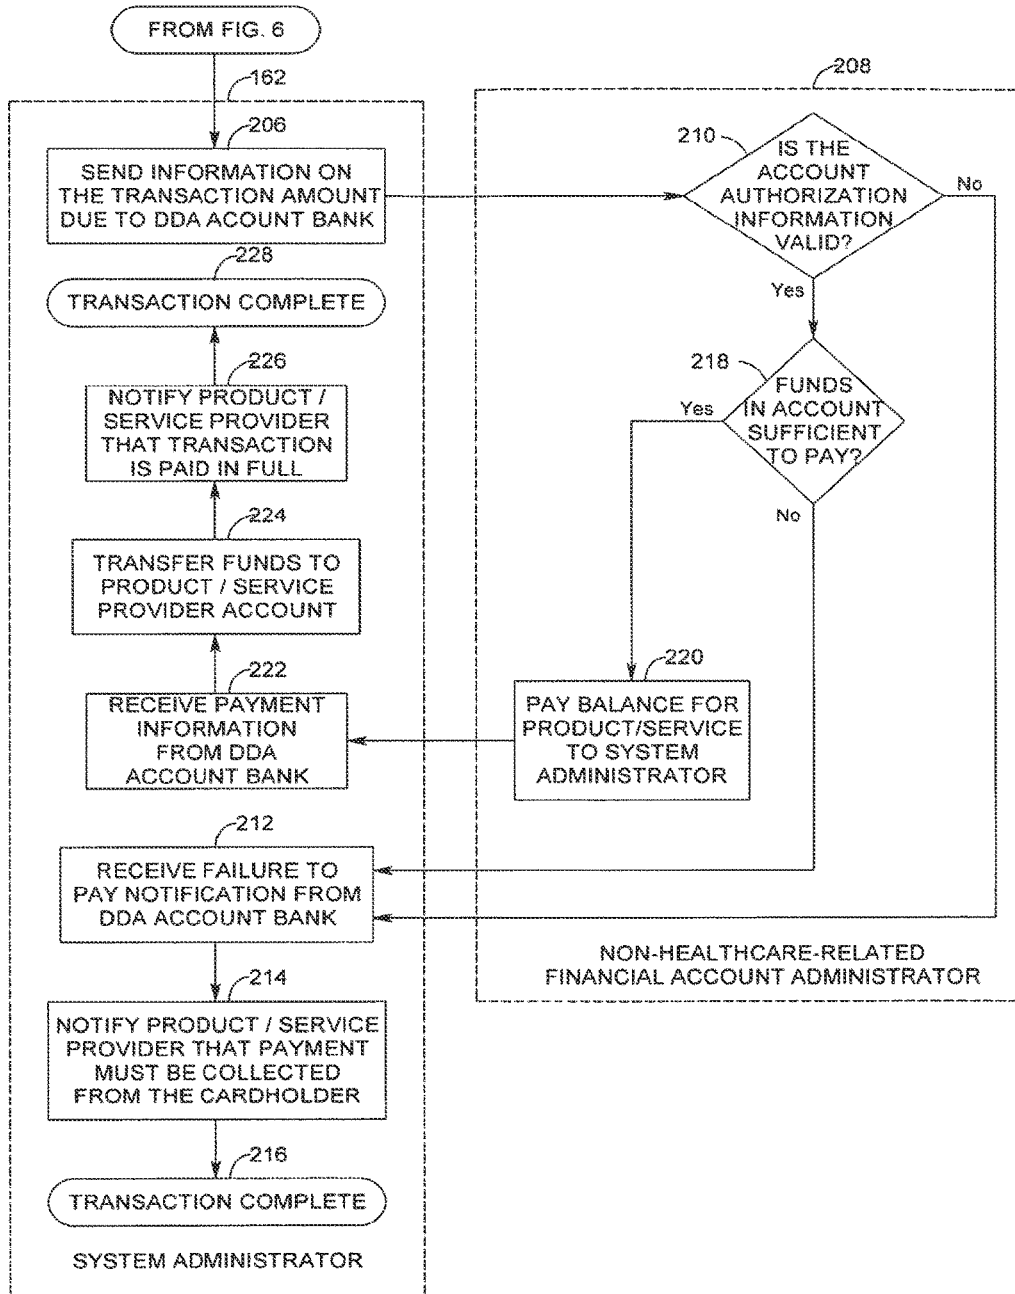 FROM FIG. 6
162
206
SEND INFORMATION ON
THE TRANSACTION AMOUNT
DUE TO DDA ACOUNT BANK
228
TRANSACTION COMPLETE
226
NOTIFY PRODUCT /
SERVICE PROVIDER
THAT TRANSACTION
IS PAID IN FULL
224
TRANSFER FUNDS TO
PRODUCT / SERVICE
PROVIDER ACCOUNT
222
RECEIVE PAYMENT
INFORMATION
FROM DDA
ACCOUNT BANK
212
RECEIVE FAILURE TO
PAY NOTIFICATION FROM
DDA ACCOUNT BANK
214
NOTIFY PRODUCT / SERVICE
PROVIDER THAT PAYMENT
MUST BE COLLECTED
FROM THE CARDHOLDER
216
TRANSACTION COMPLETE
SYSTEM ADMINISTRATOR
208
210
IS THE
ACCOUNT
AUTHORIZATION
INFORMATION
VALID?
No
Yes
218
FUNDS
IN ACCOUNT
SUFFICIENT
TO PAY?
Yes
No
220
PAY BALANCE FOR
PRODUCT/SERVICE
TO SYSTEM
ADMINISTRATOR
NON-HEALTHCARE-RELATED
FINANCIAL ACCOUNT ADMINISTRATOR